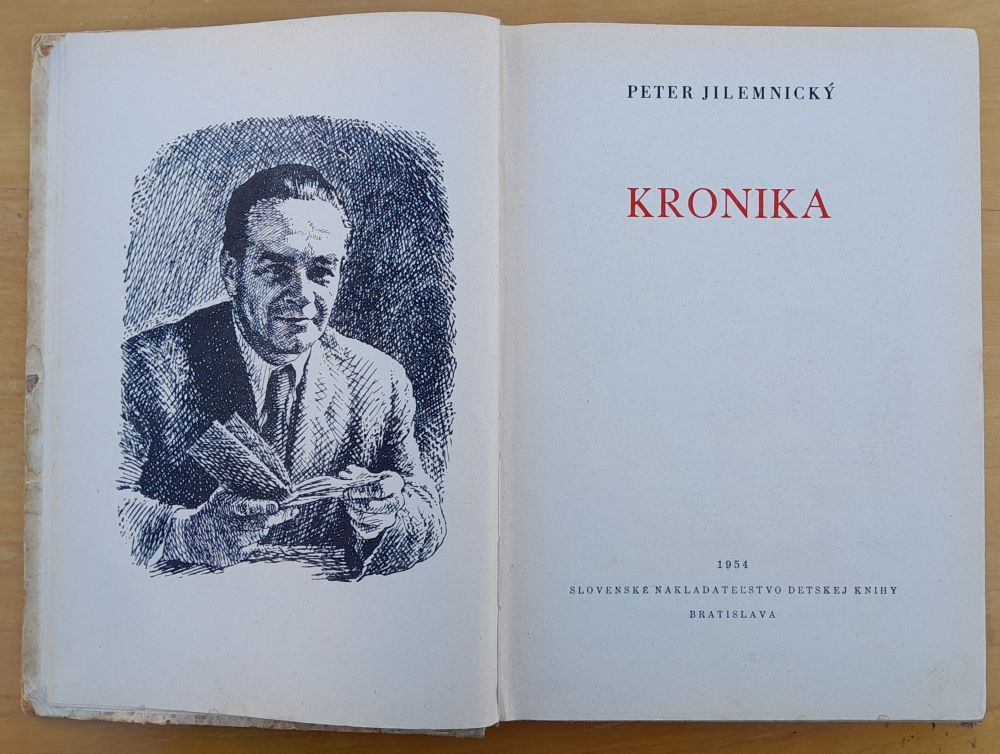 PETER JILEMNICKÝ
KRONIKA
1954
SLOVENSKÉ NAKLADATEĽSTVO DETSKEJ KNIHY
BRATISLAVA